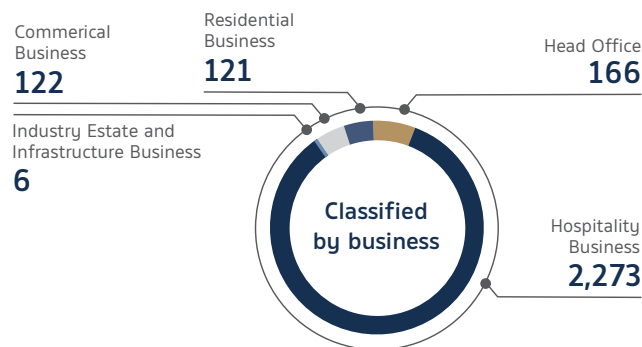 Commerical
Business
122
Residential
Business
121
Head Office
166
Industry Estate and
Infrastructure Business
6
Classified
by business
Hospitality
Business
2,273